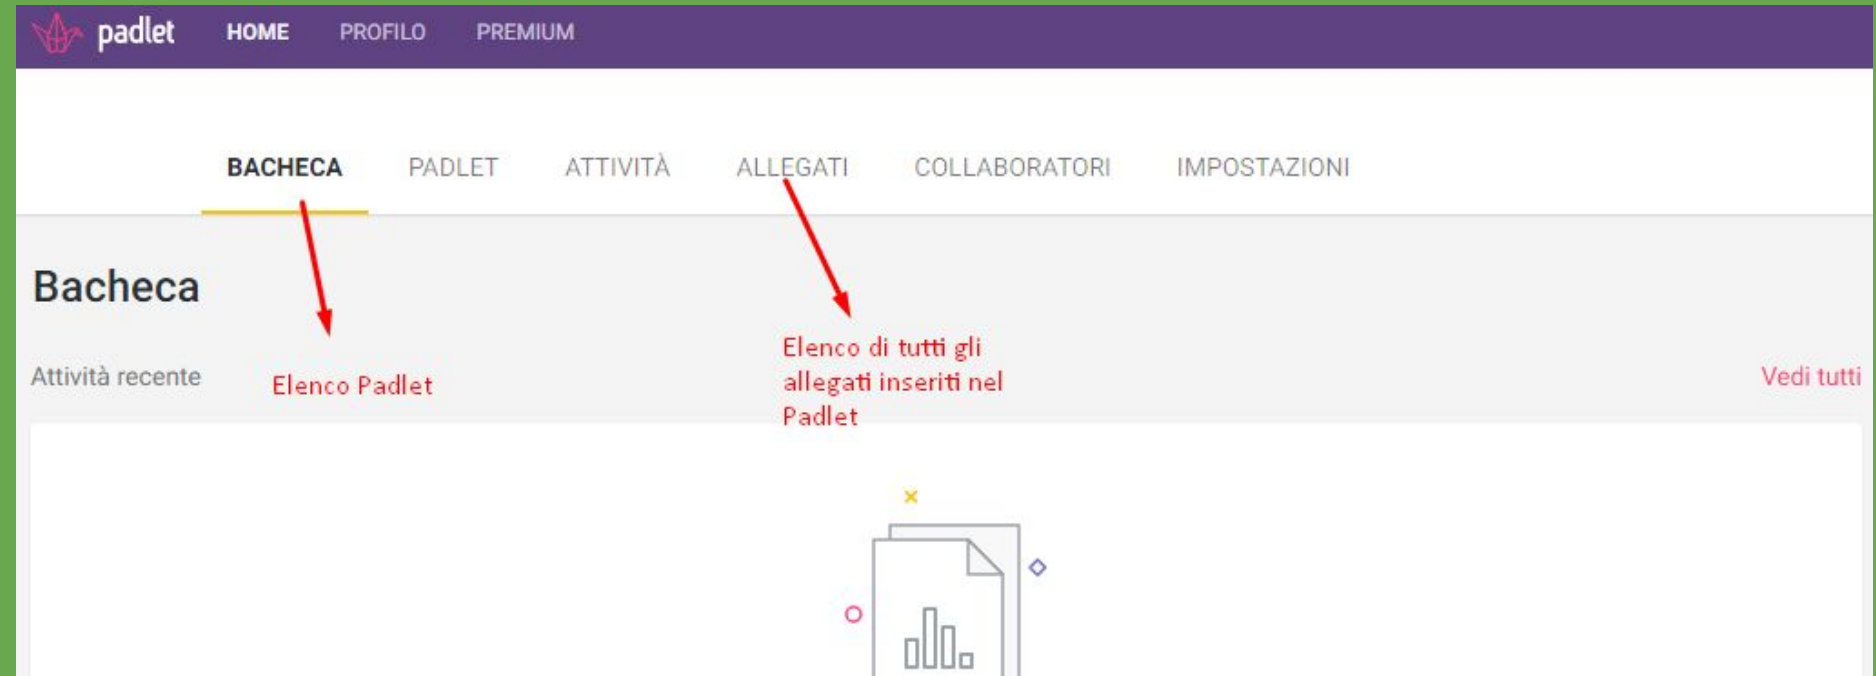 padlet HOME PROFILO PREMIUM
BACHECA PADLET ATTIVITÀ ALLEGATI COLLABORATORI IMPOSTAZIONI
Bacheca
Attività recente
Elenco Padlet
Elenco di tutti gli
allegati inseriti nel
Padlet
Vedi tutti